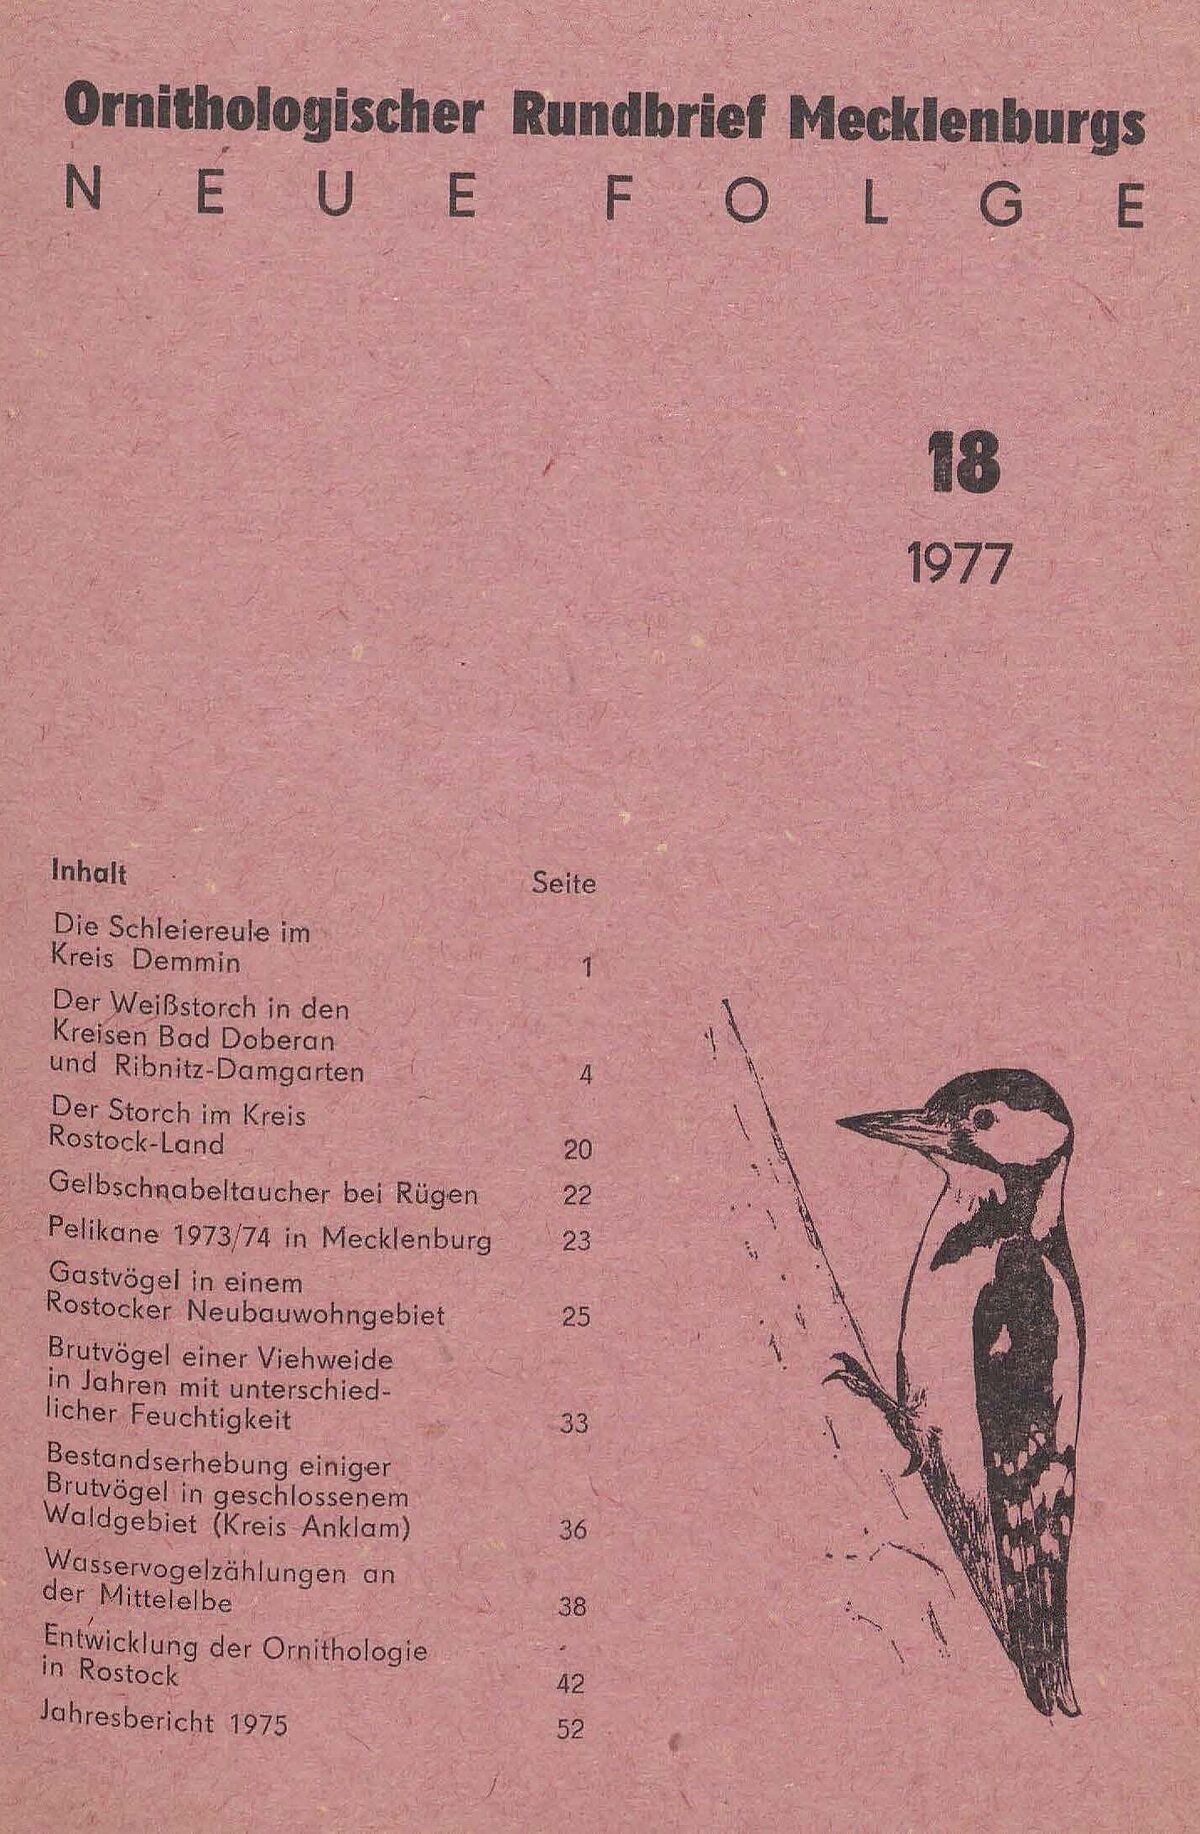 Ornithologischer Rundbrief Mecklenburgs
NEUE FOLGE
18
1977
Inhalt Seite
Die Schleiereule im
Kreis Demmin 1
Der Weißstorch in den
Kreisen Bad Doberan
und Ribnitz-Damgarten 4
Der Storch im Kreis
Rostock-Land 20
Gelbschnabeltaucher bei Rügen 22
Pelikane 1973/74 in Mecklenburg 23
Gastvögel in einem
Rostocker Neubauwohngebiet 25
Brutvögel einer Viehweide
in Jahren mit unterschied-
licher Feuchtigkeit 33
Bestandserhebung einiger
Brutvögel in geschlossenem
Waldgebiet (Kreis Anklam) 36
Wasservogelzählungen an
der Mittelelbe 38
Entwicklung der Ornithologie
in Rostock 42
Jahresbericht 1975 52